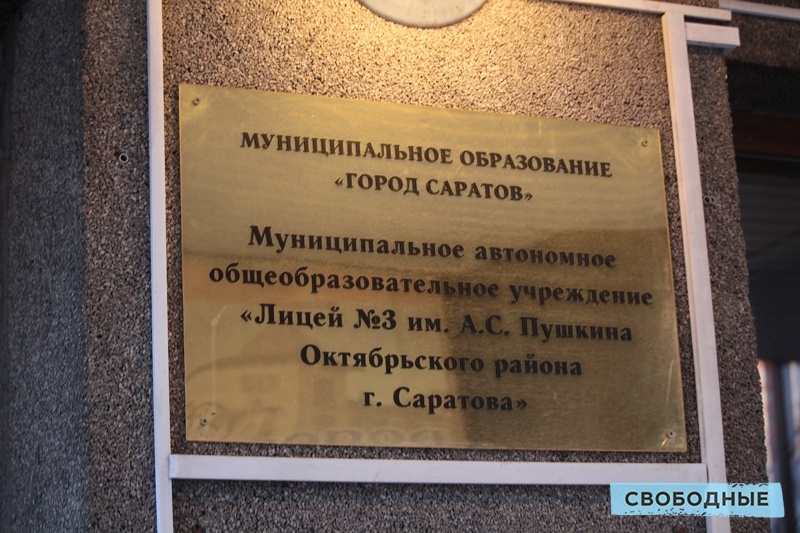 МУНИЦИПАЛЬНОЕ ОБРАЗОВАНИЕ
«ГОРОД САРАТОВ»
Муниципальное автономное
общеобразовательное учреждение
«Лицей №3 им. А.С. Пушкина
Октябрьского района
г. Саратова»
СВОБОДНЫЕ